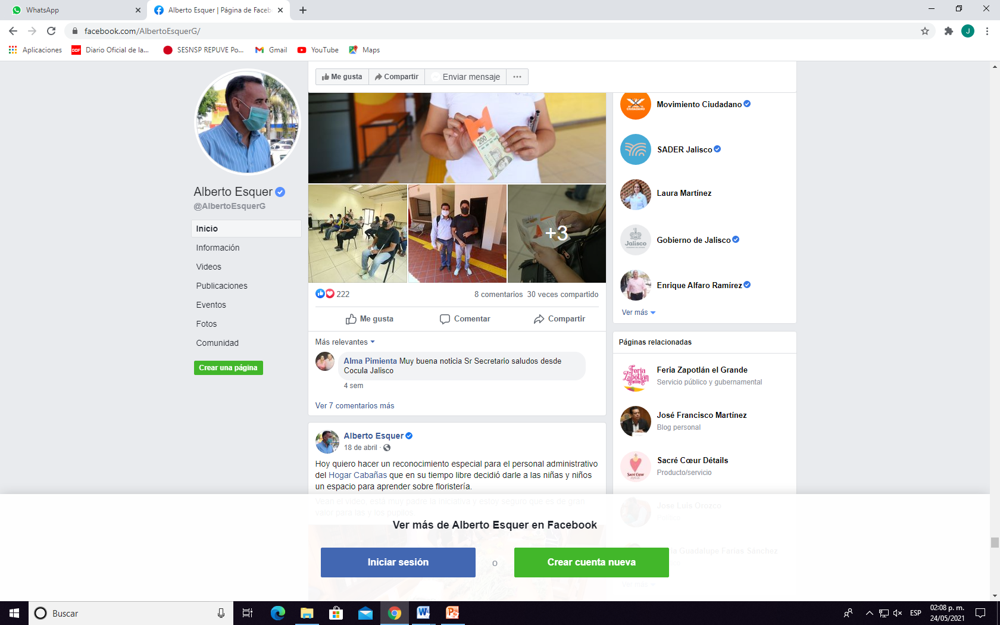 WhatsApp
Alberto Esquer | Página de Faceb
facebook.com/AlbertoEsquerG/
J
Aplicaciones
DOF
Diario Oficial de la...
SESNSP REPUVE Po...
Gmail
YouTube
Maps
Me gusta
Compartir
Enviar mensaje
Alberto Esquer
@AlbertoEsquerG
Inicio
Información
Videos
Publicaciones
Eventos
Fotos
Comunidad
Crear una página
200
+3
222
8 comentarios 30 veces compartido
Me gusta
Comentar
Compartir
Más relevantes
Alma Pimienta Muy buena noticia Sr Secretario saludos desde
Cocula Jalisco
4 sem
Ver 7 comentarios más
Alberto Esquer
18 de abril ·
Hoy quiero hacer un reconocimiento especial para el personal administrativo
del Hogar Cabañas que en su tiempo libre decidió darle a las niñas y niños
un espacio para aprender sobre floristería.
Vean el video, está muy padre la iniciativa y estoy seguro que es de gran
valor para las y los pupilos
Movimiento Ciudadano
SADER Jalisco
Laura Martínez
Jalisco
Gobierno de Jalisco
Enrique Alfaro Ramírez
Ver más
Páginas relacionadas
Feria
Zapotlán
Feria Zapotlán el Grande
Servicio público y gubernamental
José Francisco Martínez
Blog personal
Sacré Cœur
Sacré Cœur Détails
Producto/servicio
Jose Luis Orozco
Guadalupe Farías Sánchez
Ver más
Ver más de Alberto Esquer en Facebook
Iniciar sesión
o
Crear cuenta nueva
Buscar
ESP
02:08 p. m.
24/05/2021